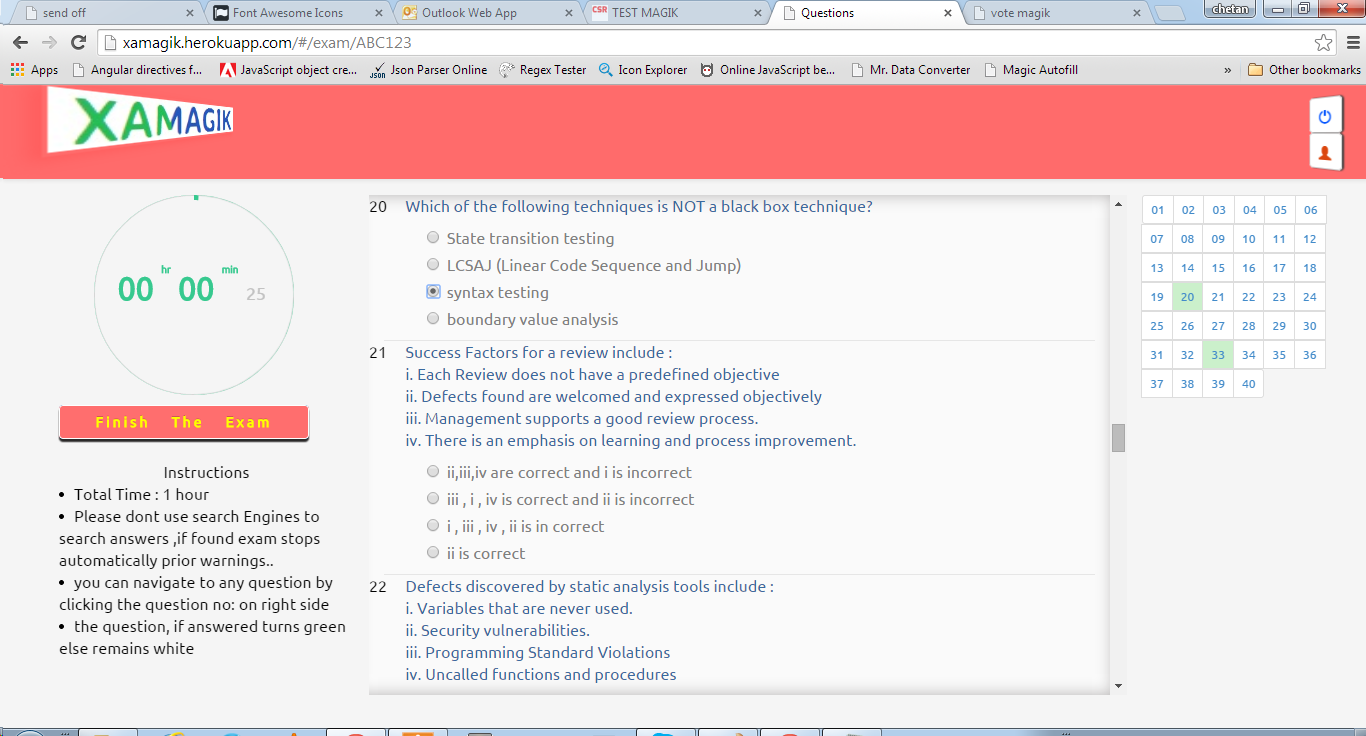 send off
Font Awesome Icons
Outlook Web App
CSR TEST MAGIK
Questions
vote magik
chetan
xamagik.herokuapp.com/#/exam/ABC123
Apps
Angular directives f...
JavaScript object cre...
JSON Json Parser Online
Regex Tester
Icon Explorer
Online JavaScript be...
Mr. Data Converter
Magic Autofill
»
Other bookmarks
XAMAGIK
00 hr 00 min 25
Finish The Exam
Instructions
• Total Time : 1 hour
• Please dont use search Engines to
search answers ,if found exam stops
automatically prior warnings..
• you can navigate to any question by
clicking the question no: on right side
• the question, if answered turns green
else remains white
20 Which of the following techniques is NOT a black box technique?
State transition testing
LCSAJ (Linear Code Sequence and Jump)
syntax testing
boundary value analysis
21 Success Factors for a review include :
i. Each Review does not have a predefined objective
ii. Defects found are welcomed and expressed objectively
iii. Management supports a good review process.
iv. There is an emphasis on learning and process improvement.
ii,iii,iv are correct and i is incorrect
iii , i , iv is correct and ii is incorrect
i , iii , iv , ii is in correct
ii is correct
22 Defects discovered by static analysis tools include :
i. Variables that are never used.
ii. Security vulnerabilities.
iii. Programming Standard Violations
iv. Uncalled functions and procedures
01 02 03 04 05 06
07 08 09 10 11 12
13 14 15 16 17 18
19 20 21 22 23 24
25 26 27 28 29 30
31 32 33 34 35 36
37 38 39 40